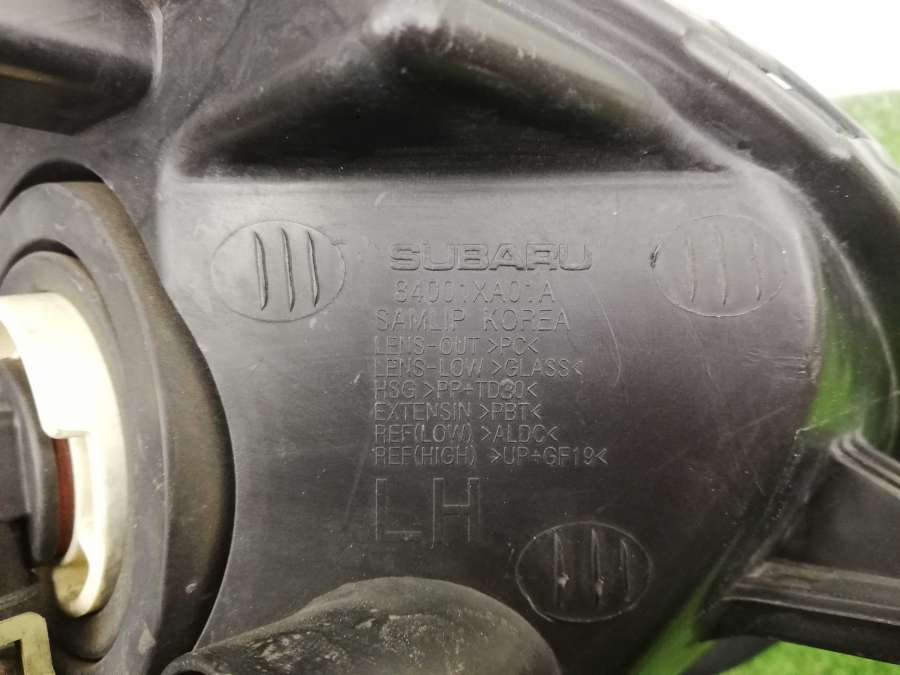 SUBARU
84001XA01A
SAMLIP KOREA
LENS-OUT >PC<
LENS-LOW >GLASS<
HSG >PP+TD30<
EXTENSIN >PBT<
REF(LOW) >ALDC<
REF(HIGH) >UP+GF19<
LH